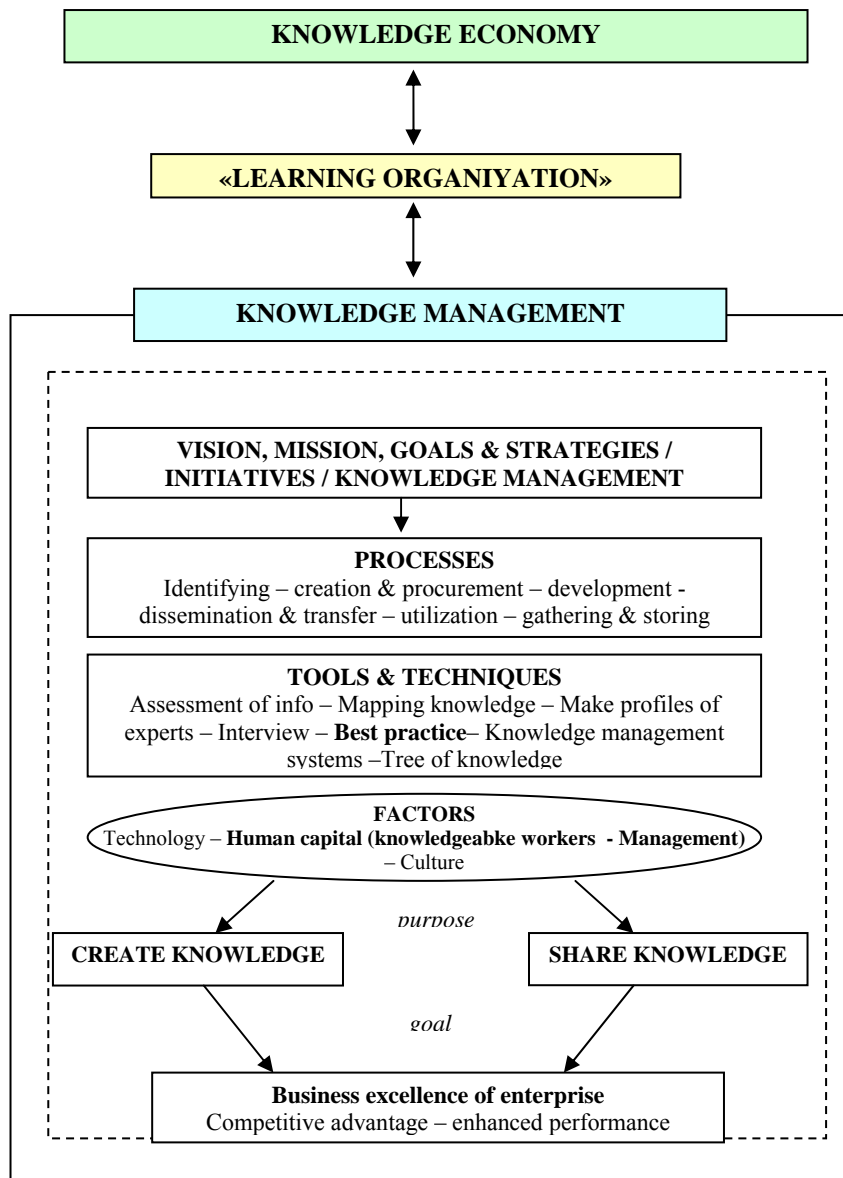 KNOWLEDGE ECONOMY
«LEARNING ORGANIYATION»
KNOWLEDGE MANAGEMENT
VISION, MISSION, GOALS & STRATEGIES /
INITIATIVES / KNOWLEDGE MANAGEMENT
PROCESSES
Identifying – creation & procurement – development -
dissemination & transfer – utilization – gathering & storing
TOOLS & TECHNIQUES
Assessment of info – Mapping knowledge – Make profiles of
experts – Interview – Best practice– Knowledge management
systems –Tree of knowledge
FACTORS
Technology – Human capital (knowledgeabke workers - Management)
– Culture
purpose
CREATE KNOWLEDGE
SHARE KNOWLEDGE
goal
Business excellence of enterprise
Competitive advantage – enhanced performance